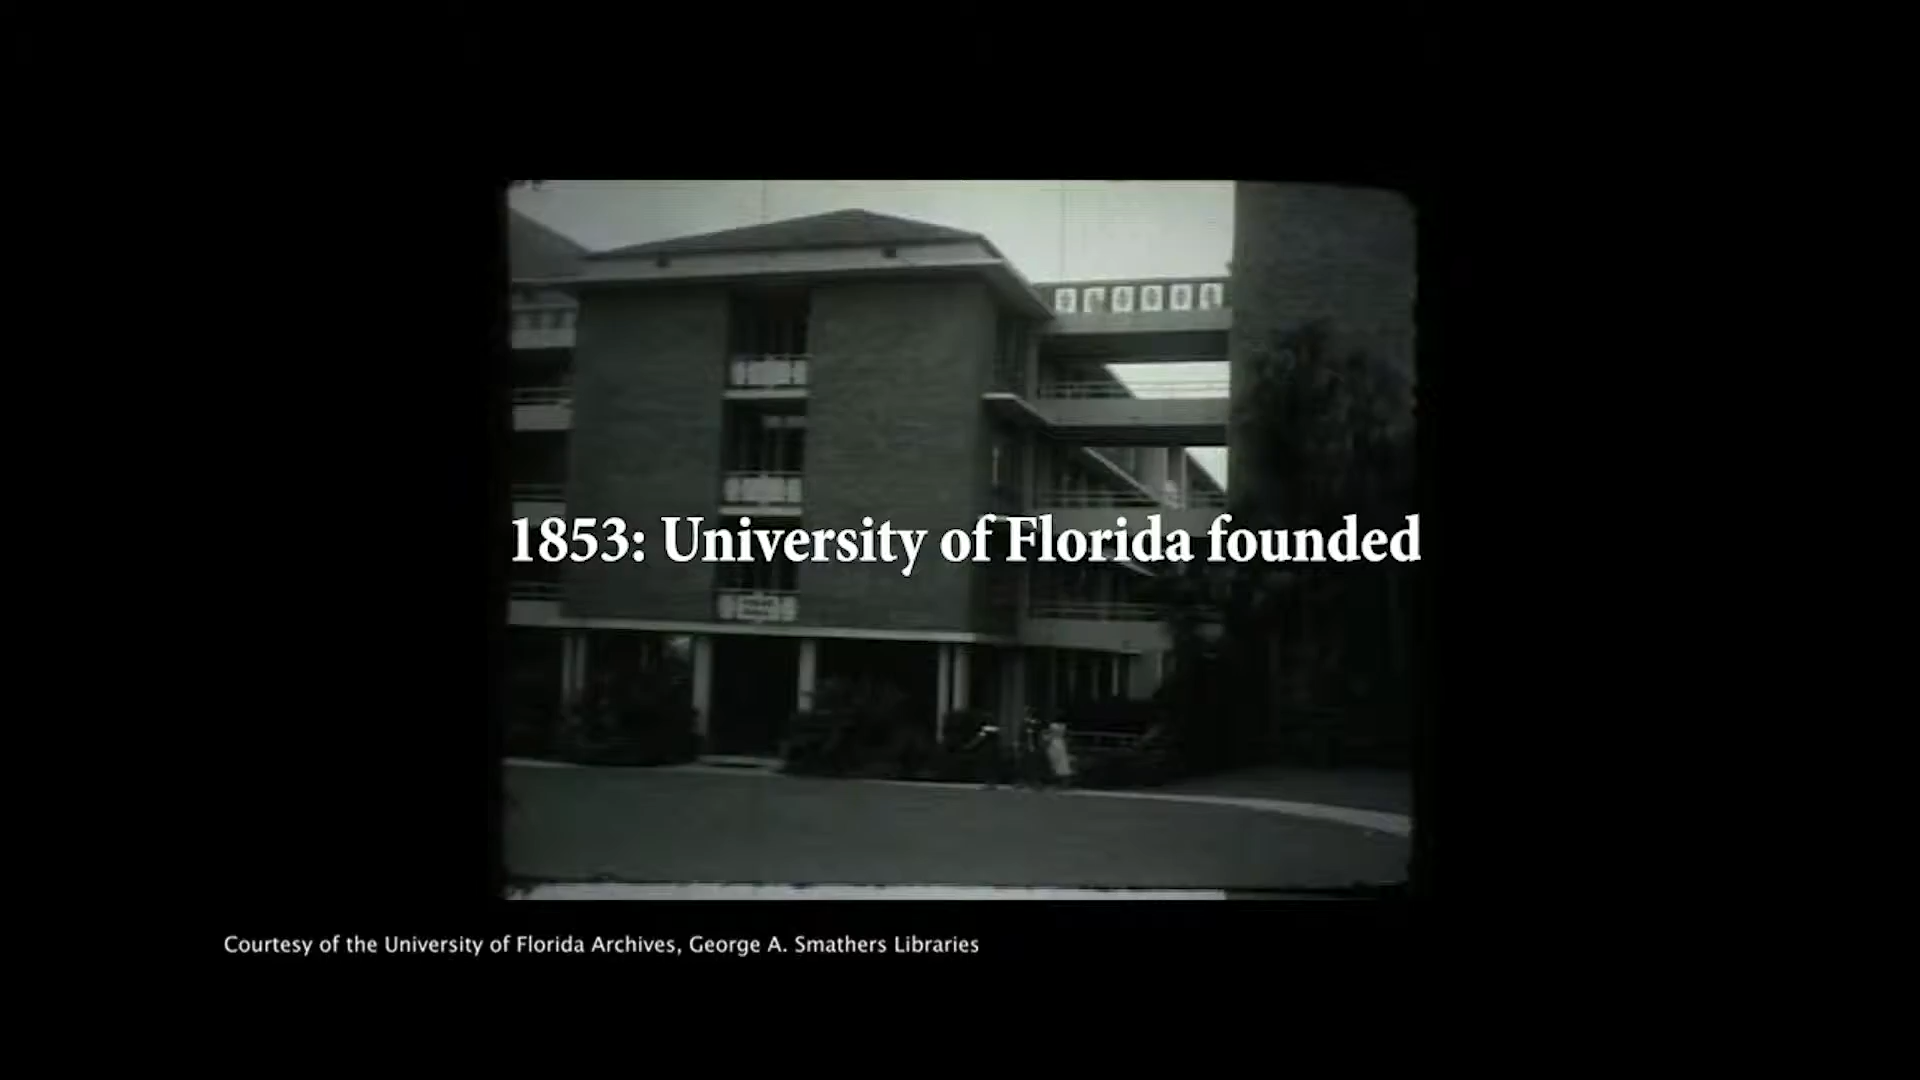 1853: University of Florida founded
Courtesy of the University of Florida Archives, George A. Smathers Libraries